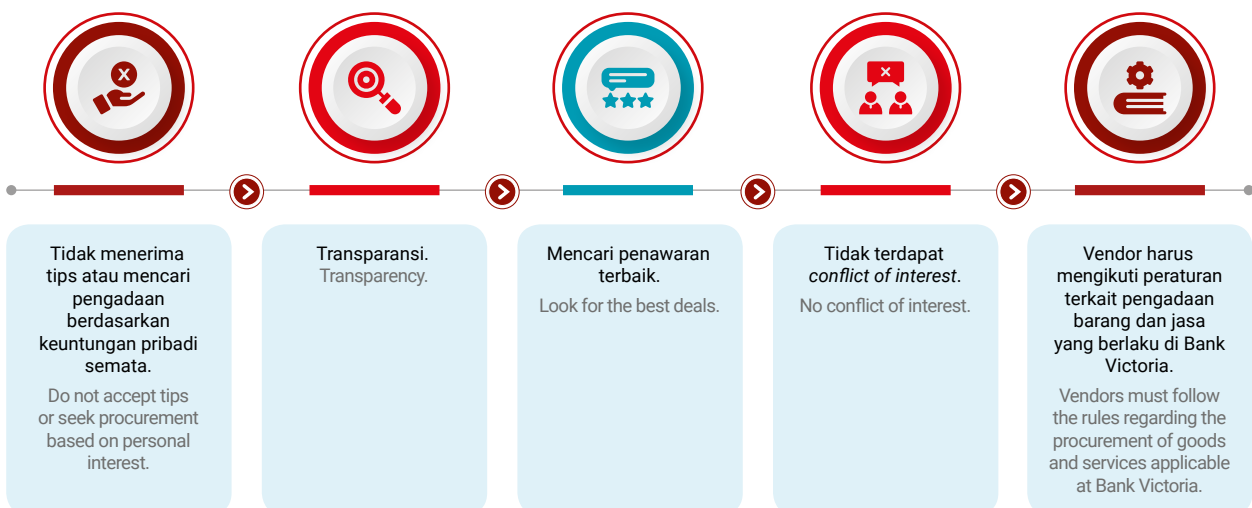 Tidak menerima
tips atau mencari
pengadaan
berdasarkan
keuntungan pribadi
semata.
Do not accept tips
or seek procurement
based on personal
interest.
Transparansi.
Transparency.
Mencari penawaran
terbaik.
Look for the best deals.
Tidak terdapat
conflict of interest.
No conflict of interest.
Vendor harus
mengikuti peraturan
terkait pengadaan
barang dan jasa
yang berlaku di Bank
Victoria.
Vendors must follow
the rules regarding the
procurement of goods
and services applicable
at Bank Victoria.